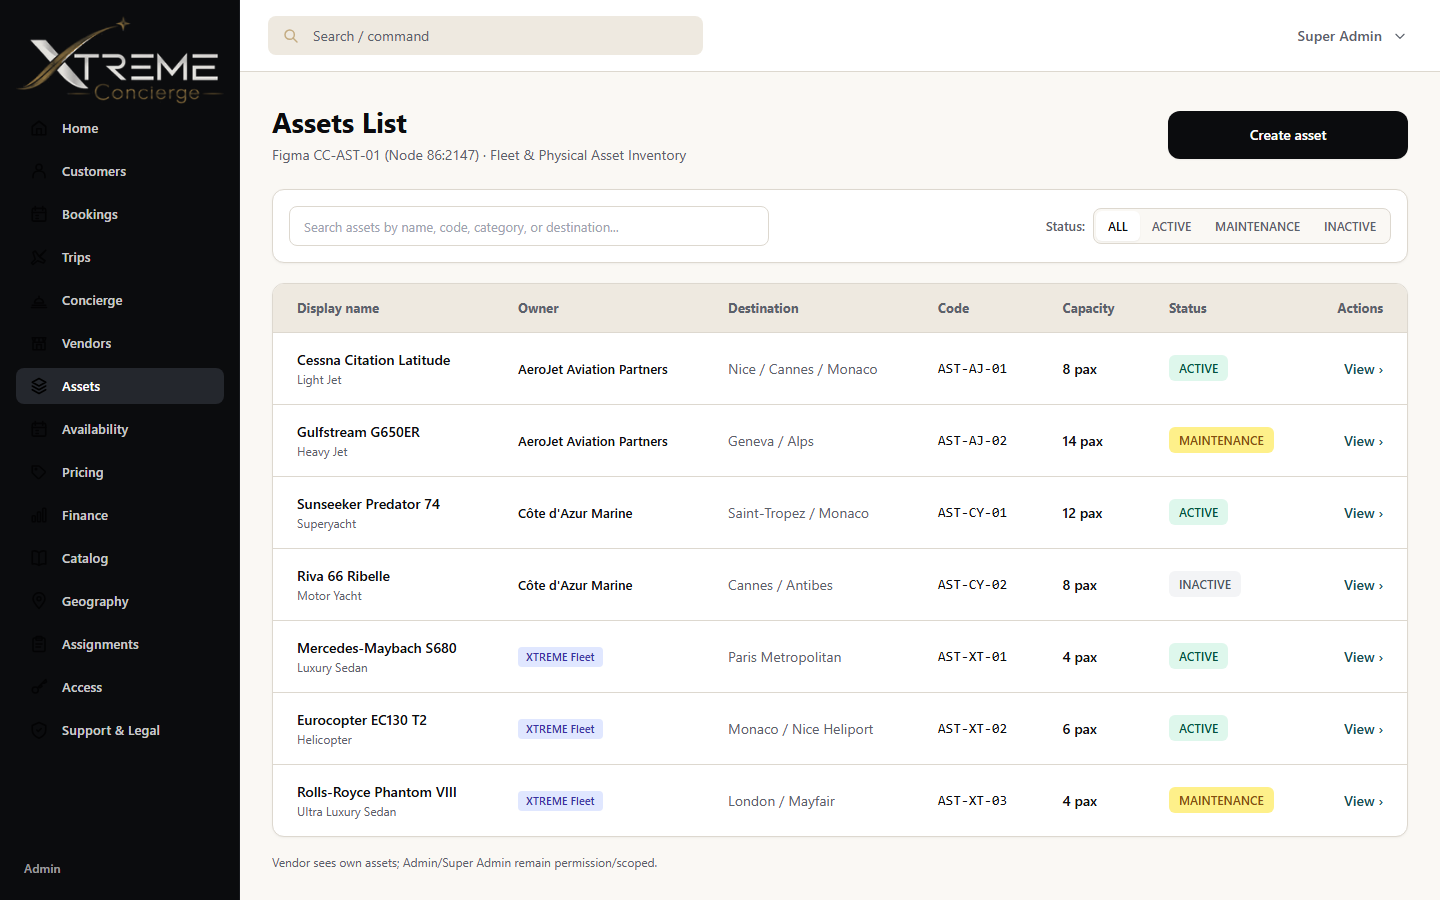 XTREME
Concierge
Search / command
Super Admin
Home
Customers
Bookings
Trips
Concierge
Vendors
Assets
Availability
Pricing
Finance
Catalog
Geography
Assignments
Access
Support & Legal
Admin
Assets List
Figma CC-AST-01 (Node 86:2147) · Fleet & Physical Asset Inventory
Create asset
Search assets by name, code, category, or destination...
Status: ALL ACTIVE MAINTENANCE INACTIVE
Display name Owner Destination Code Capacity Status Actions
Cessna Citation Latitude
Light Jet
AeroJet Aviation Partners Nice / Cannes / Monaco AST-AJ-01 8 pax ACTIVE View ›
Gulfstream G650ER
Heavy Jet
AeroJet Aviation Partners Geneva / Alps AST-AJ-02 14 pax MAINTENANCE View ›
Sunseeker Predator 74
Superyacht
Côte d'Azur Marine Saint-Tropez / Monaco AST-CY-01 12 pax ACTIVE View ›
Riva 66 Ribelle
Motor Yacht
Côte d'Azur Marine Cannes / Antibes AST-CY-02 8 pax INACTIVE View ›
Mercedes-Maybach S680
Luxury Sedan
XTREME Fleet Paris Metropolitan AST-XT-01 4 pax ACTIVE View ›
Eurocopter EC130 T2
Helicopter
XTREME Fleet Monaco / Nice Heliport AST-XT-02 6 pax ACTIVE View ›
Rolls-Royce Phantom VIII
Ultra Luxury Sedan
XTREME Fleet London / Mayfair AST-XT-03 4 pax MAINTENANCE View ›
Vendor sees own assets; Admin/Super Admin remain permission/scoped.